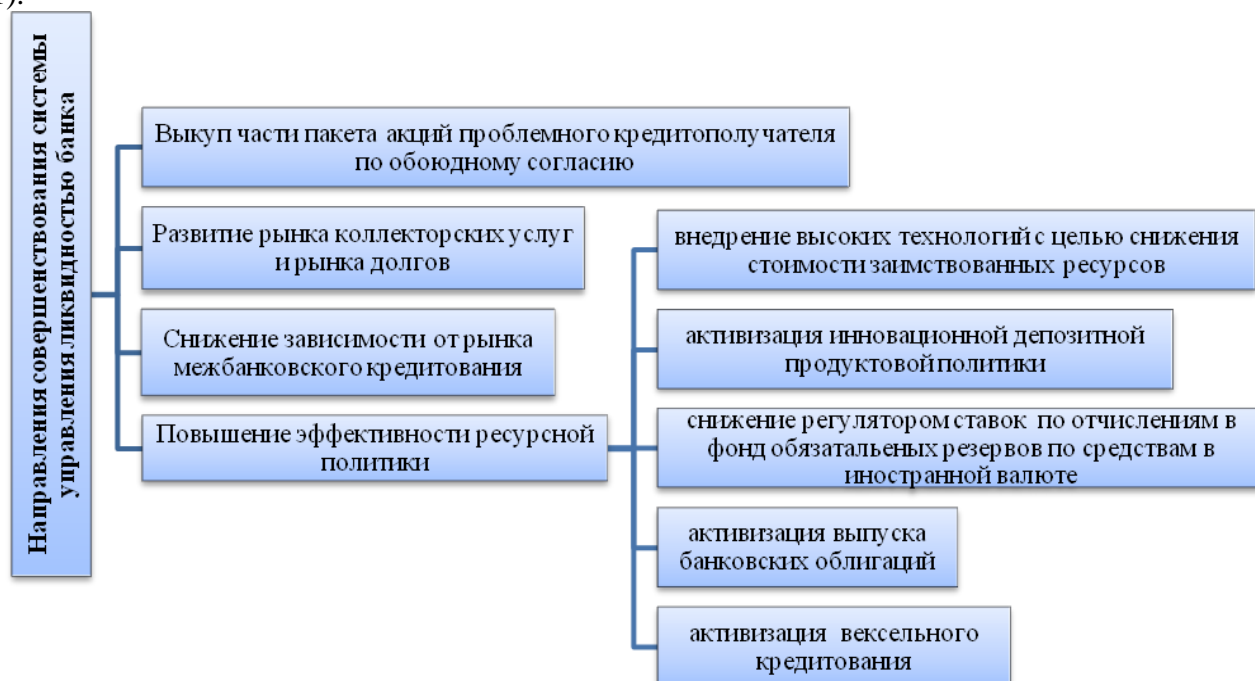 Направления совершенствования системы
управления ликвидностью банка
Выкуп части пакета акций проблемного кредитополучателя
по обоюдному согласию
Развитие рынка коллекторских услуг
и рынка долгов
Снижение зависимости от рынка
межбанковского кредитования
Повышение эффективности ресурсной
политики
внедрение высоких технологий с целью снижения
стоимости заимствованных ресурсов
активизация инновационной депозитной
продуктовой политики
снижение регулятором ставок по отчислениям в
фонд обязатальеных резервов по средствам в
иностранной валюте
активизация выпуска
банковских облигаций
активизация вексельного
кредитования